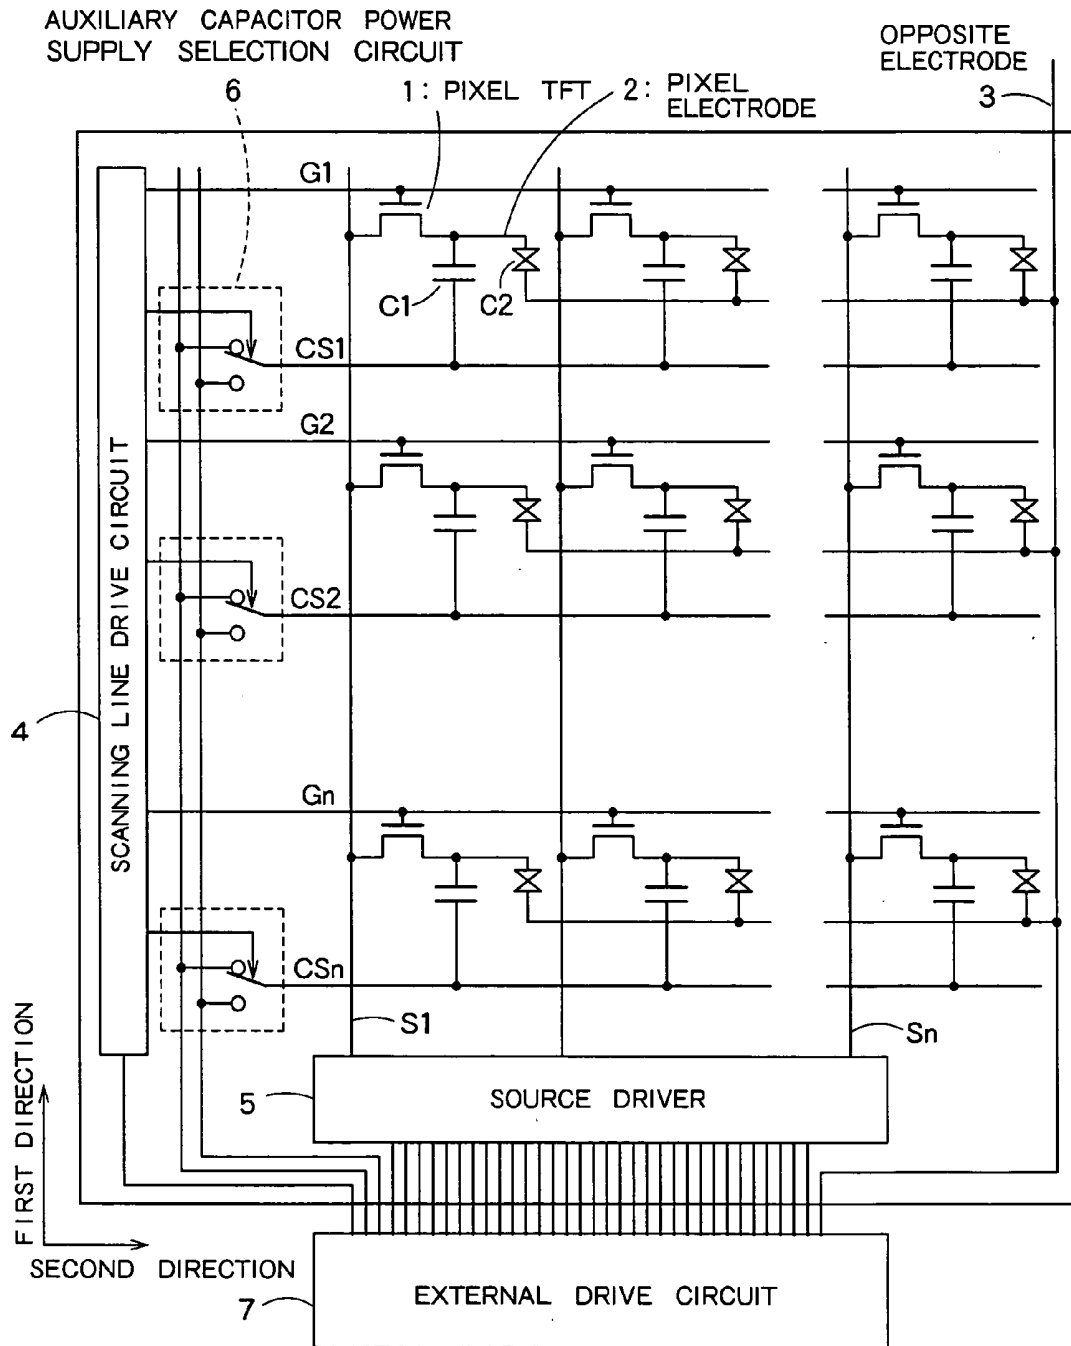 AUXILIARY CAPACITOR POWER
SUPPLY SELECTION CIRCUIT
OPPOSITE
ELECTRODE
6
1: PIXEL TFT
2: PIXEL
ELECTRODE
3
G1
C1
C2
CS1
G2
CS2
SCANNING LINE DRIVE CIRCUIT
4
Gn
CSn
S1
Sn
5
SOURCE DRIVER
FIRST DIRECTION
SECOND DIRECTION
7
EXTERNAL DRIVE CIRCUIT